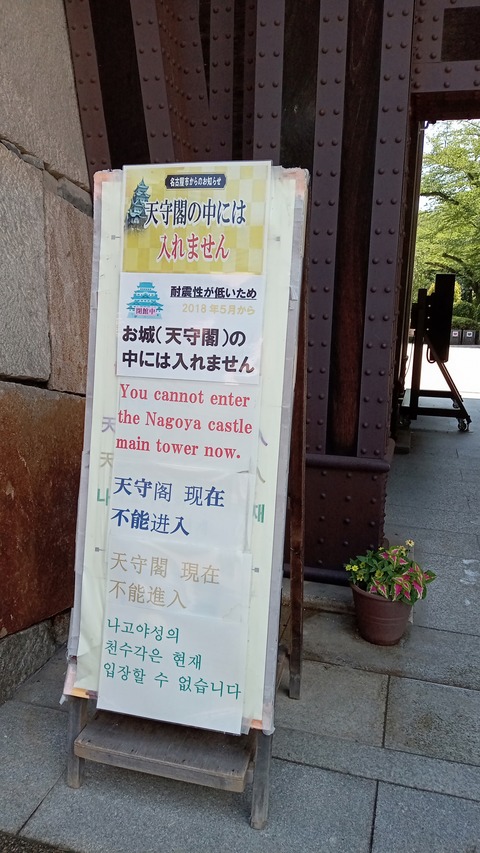 名古屋市からのお知らせ
天守閣の中には
入れません
閉館中
耐震性が低いため
2018年5月から
お城(天守閣)の
中には入れません
You cannot enter
the Nagoya castle
main tower now.
天守阁 现在
不能进入
天守閣 現在
不能進入
나고야성의
천수각은 현재
입장할 수 없습니다